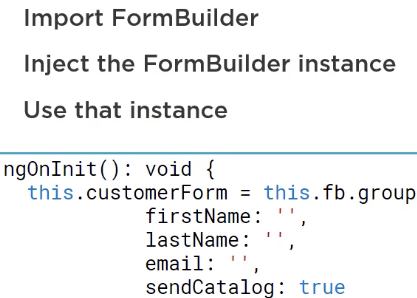 Import FormBuilder
Inject the FormBuilder instance
Use that instance
ngOnInit(): void {
this.customerForm = this.fb.group
firstName: '',
lastName: '',
email: '',
sendCatalog: true